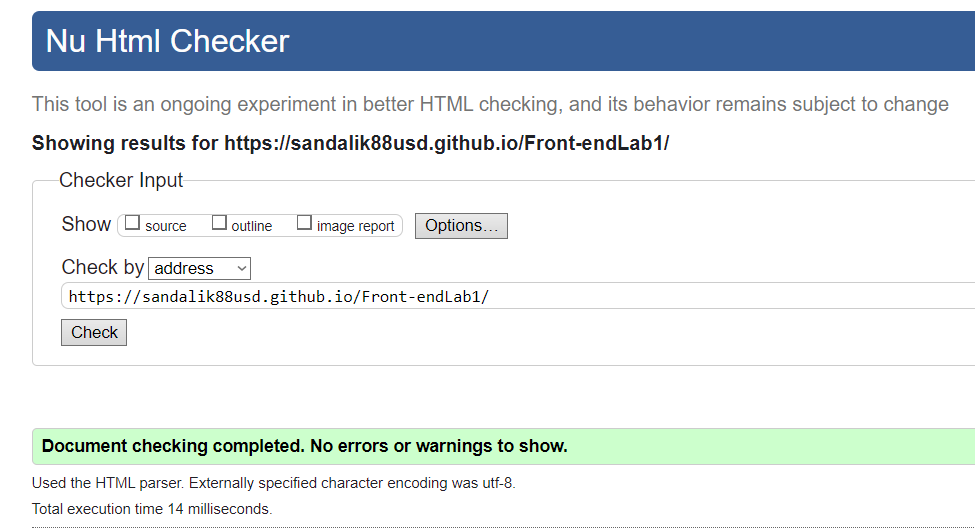 Nu Html Checker
This tool is an ongoing experiment in better HTML checking, and its behavior remains subject to change
Showing results for https://sandalik88usd.github.io/Front-endLab1/
Checker Input
Show source outline image report Options…
Check by address
https://sandalik88usd.github.io/Front-endLab1/
Check
Document checking completed. No errors or warnings to show.
Used the HTML parser. Externally specified character encoding was utf-8.
Total execution time 14 milliseconds.